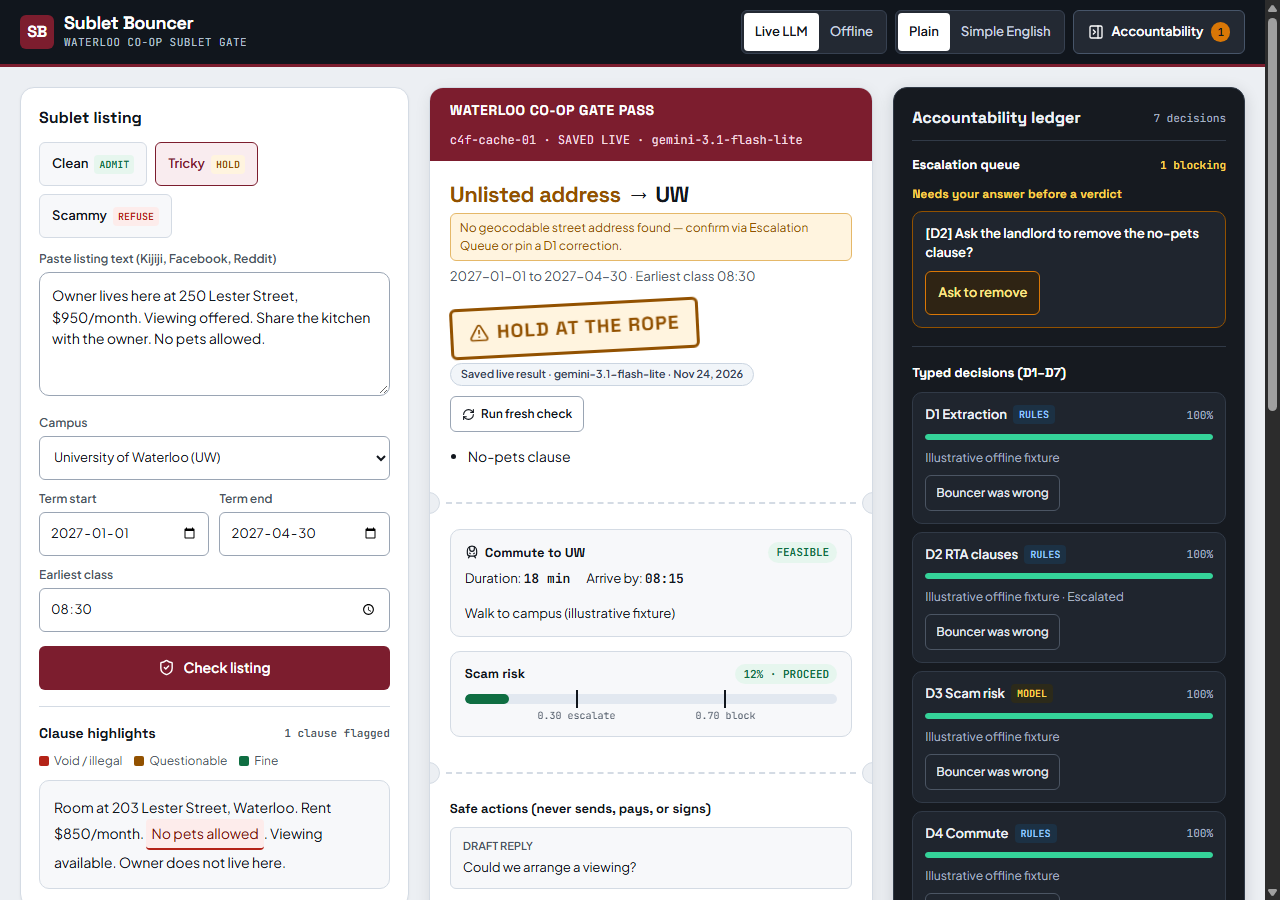 SB
Sublet Bouncer
WATERLOO CO-OP SUBLET GATE
Live LLM
Offline
Plain
Simple English
Accountability
1
Sublet listing
Clean ADMIT
Tricky HOLD
Scammy REFUSE
Paste listing text (Kijiji, Facebook, Reddit)
Owner lives here at 250 Lester Street,
$950/month. Viewing offered. Share the kitchen
with the owner. No pets allowed.
Campus
University of Waterloo (UW)
Term start
Term end
2027-01-01
2027-04-30
Earliest class
08:30
Check listing
Clause highlights
1 clause flagged
Void / illegal
Questionable
Fine
Room at 203 Lester Street, Waterloo. Rent
$850/month. No pets allowed . Viewing
available. Owner does not live here.
WATERLOO CO-OP GATE PASS
c4f-cache-01 · SAVED LIVE · gemini-3.1-flash-lite
Unlisted address → UW
No geocodable street address found — confirm via Escalation
Queue or pin a D1 correction.
2027-01-01 to 2027-04-30 · Earliest class 08:30
HOLD AT THE ROPE
Saved live result · gemini-3.1-flash-lite · Nov 24, 2026
Run fresh check
• No-pets clause
Commute to UW
FEASIBLE
Duration: 18 min Arrive by: 08:15
Walk to campus (illustrative fixture)
Scam risk
12% · PROCEED
0.30 escalate
0.70 block
Safe actions (never sends, pays, or signs)
DRAFT REPLY
Could we arrange a viewing?
Accountability ledger
7 decisions
Escalation queue
1 blocking
Needs your answer before a verdict
[D2] Ask the landlord to remove the no-pets
clause?
Ask to remove
Typed decisions (D1–D7)
D1 Extraction RULES 100%
Illustrative offline fixture
Bouncer was wrong
D2 RTA clauses RULES 100%
Illustrative offline fixture · Escalated
Bouncer was wrong
D3 Scam risk MODEL 100%
Illustrative offline fixture
Bouncer was wrong
D4 Commute RULES 100%
Illustrative offline fixture